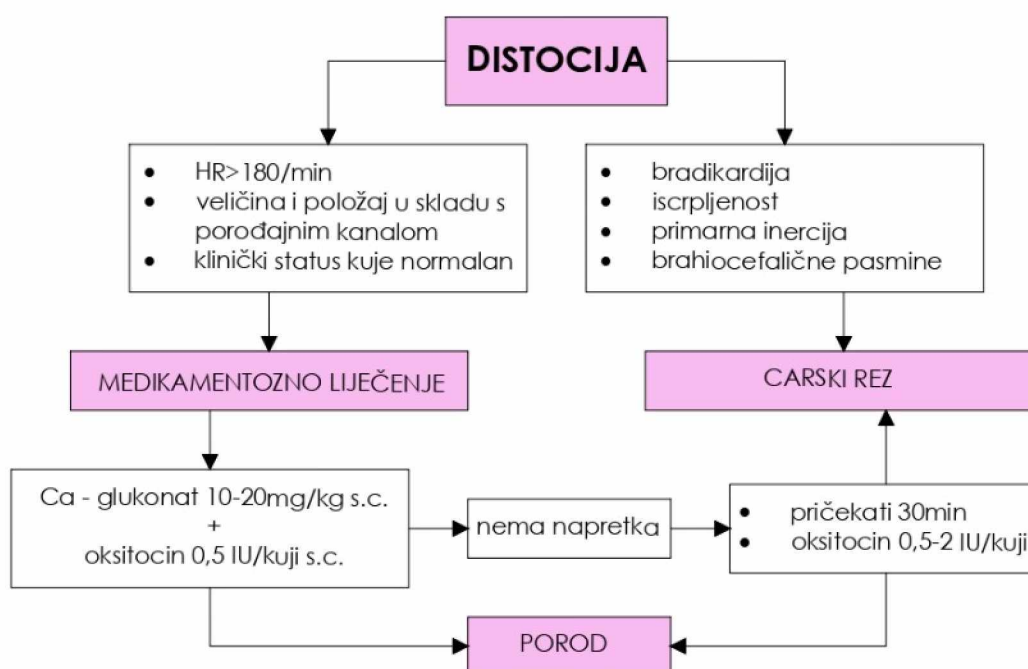 DISTOCIJA
• HR>180/min
• veličina i položaj u skladu s
porođajnim kanalom
• klinički status kuje normalan
• bradikardija
• iscrpljenost
• primarna inercija
• brahiocefalične pasmine
MEDIKAMENTOZNO LIJEČENJE
CARSKI REZ
Ca - glukonat 10-20mg/kg s.c.
+
oksitocin 0,5 IU/kuji s.c.
nema napretka
• pričekati 30min
• oksitocin 0,5-2 IU/kuji
POROD